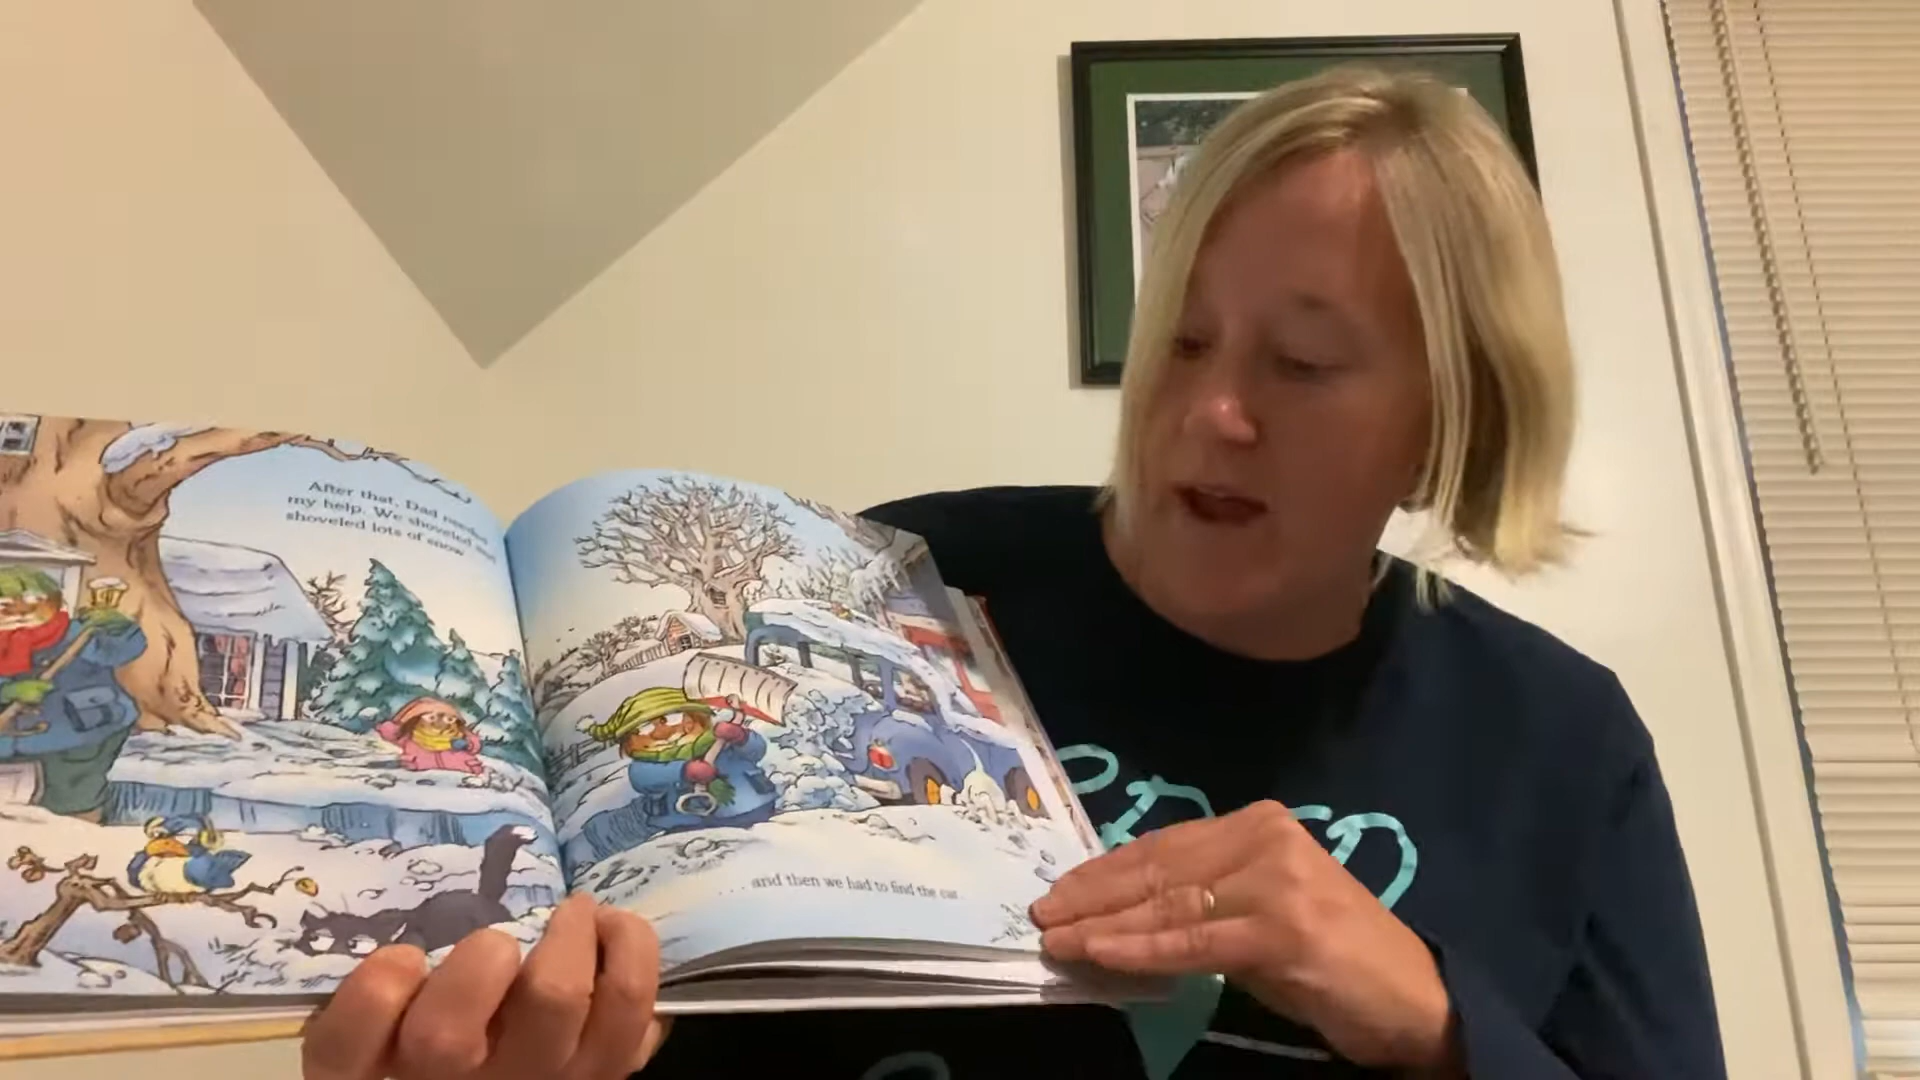 After that, Dad needed
my help. We shoveled and
shoveled lots of snow
. . . and then we had to find the car.